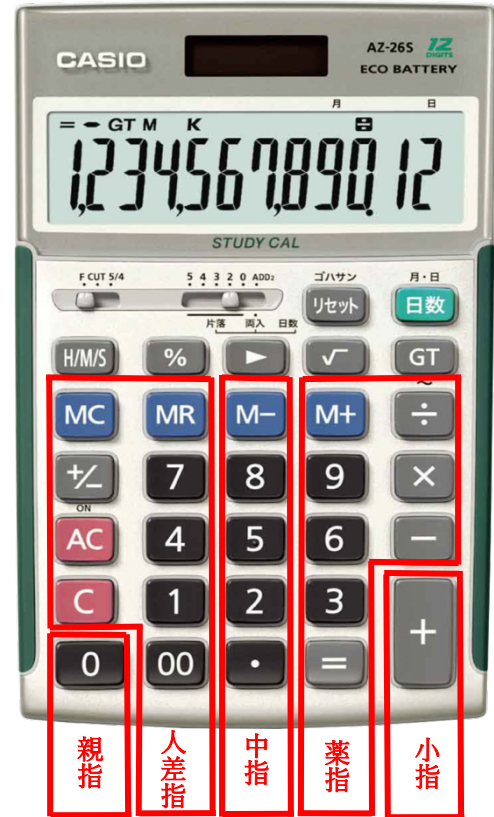 CASIO
AZ-26S 12 DIGITS
ECO BATTERY
月 日
= - GT M K ÷
1,234,567,890.12
STUDY CAL
F CUT 5/4
5 4 3 2 0 ADD2
ゴハサン
月・日
リセット
日数
片落 両入 日数
H/M/S % ▶ √ GT
～
MC MR M− M+ ÷
+/− 7 8 9 ×
ON
AC 4 5 6 −
C 1 2 3 +
0 00 ・ =
親指
人差指
中指
薬指
小指